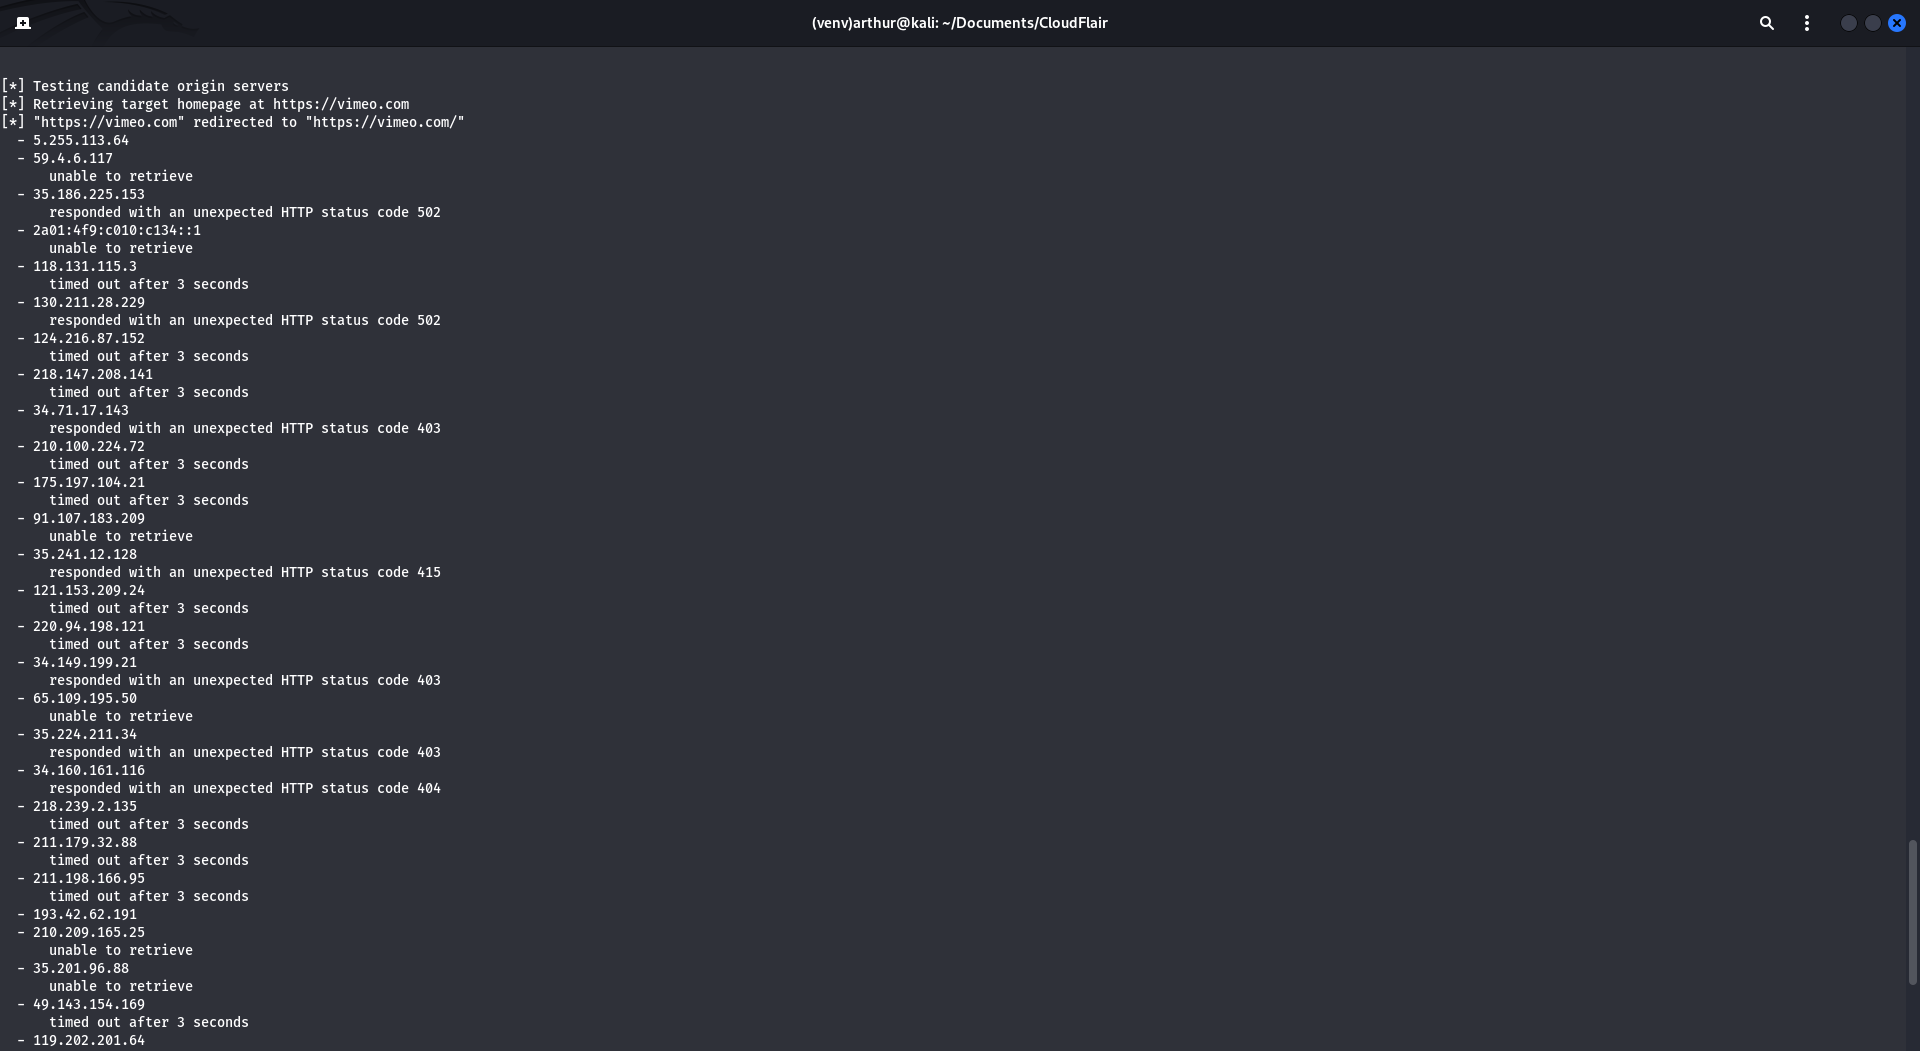 (venv)arthur@kali: ~/Documents/CloudFlair
[*] Testing candidate origin servers
[*] Retrieving target homepage at https://vimeo.com
[*] "https://vimeo.com" redirected to "https://vimeo.com/"
- 5.255.113.64
- 59.4.6.117
unable to retrieve
- 35.186.225.153
responded with an unexpected HTTP status code 502
- 2a01:4f9:c010:c134::1
unable to retrieve
- 118.131.115.3
timed out after 3 seconds
- 130.211.28.229
responded with an unexpected HTTP status code 502
- 124.216.87.152
timed out after 3 seconds
- 218.147.208.141
timed out after 3 seconds
- 34.71.17.143
responded with an unexpected HTTP status code 403
- 210.100.224.72
timed out after 3 seconds
- 175.197.104.21
timed out after 3 seconds
- 91.107.183.209
unable to retrieve
- 35.241.12.128
responded with an unexpected HTTP status code 415
- 121.153.209.24
timed out after 3 seconds
- 220.94.198.121
timed out after 3 seconds
- 34.149.199.21
responded with an unexpected HTTP status code 403
- 65.109.195.50
unable to retrieve
- 35.224.211.34
responded with an unexpected HTTP status code 403
- 34.160.161.116
responded with an unexpected HTTP status code 404
- 218.239.2.135
timed out after 3 seconds
- 211.179.32.88
timed out after 3 seconds
- 211.198.166.95
timed out after 3 seconds
- 193.42.62.191
- 210.209.165.25
unable to retrieve
- 35.201.96.88
unable to retrieve
- 49.143.154.169
timed out after 3 seconds
- 119.202.201.64